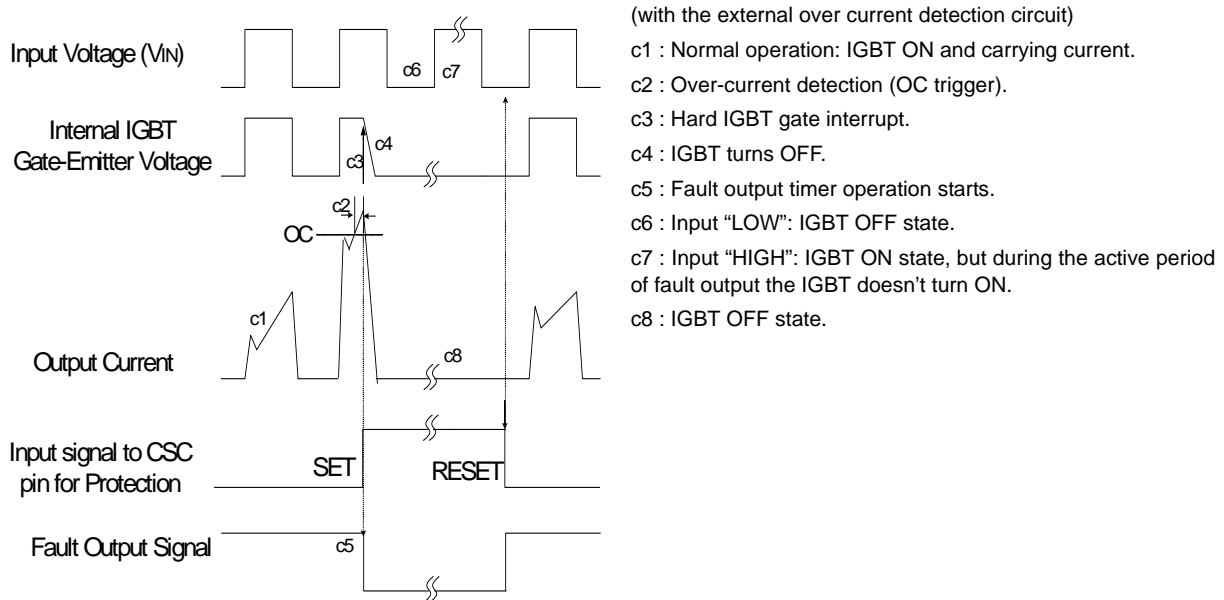 Input Voltage (VIN)
c6
c7
Internal IGBT
Gate-Emitter Voltage
c3
c4
c2
OC
c1
Output Current
c8
Input signal to CSC
pin for Protection
SET
RESET
Fault Output Signal
c5
(with the external over current detection circuit)
c1 : Normal operation: IGBT ON and carrying current.
c2 : Over-current detection (OC trigger).
c3 : Hard IGBT gate interrupt.
c4 : IGBT turns OFF.
c5 : Fault output timer operation starts.
c6 : Input “LOW”: IGBT OFF state.
c7 : Input “HIGH”: IGBT ON state, but during the active period
of fault output the IGBT doesn’t turn ON.
c8 : IGBT OFF state.